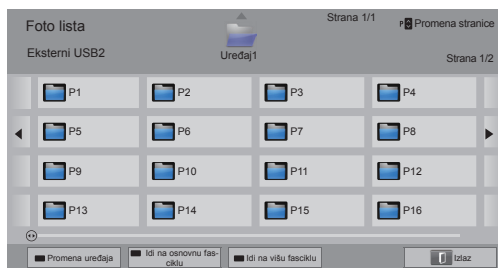 Foto lista
Strana 1/1
P Promena stranice
Eksterni USB2
Uređaj1
Strana 1/2
P1 P2 P3 P4
P5 P6 P7 P8
P9 P10 P11 P12
P13 P14 P15 P16
Promena uređaja
Idi na osnovnu fas-
ciklu
Idi na višu fasciklu
Izlaz